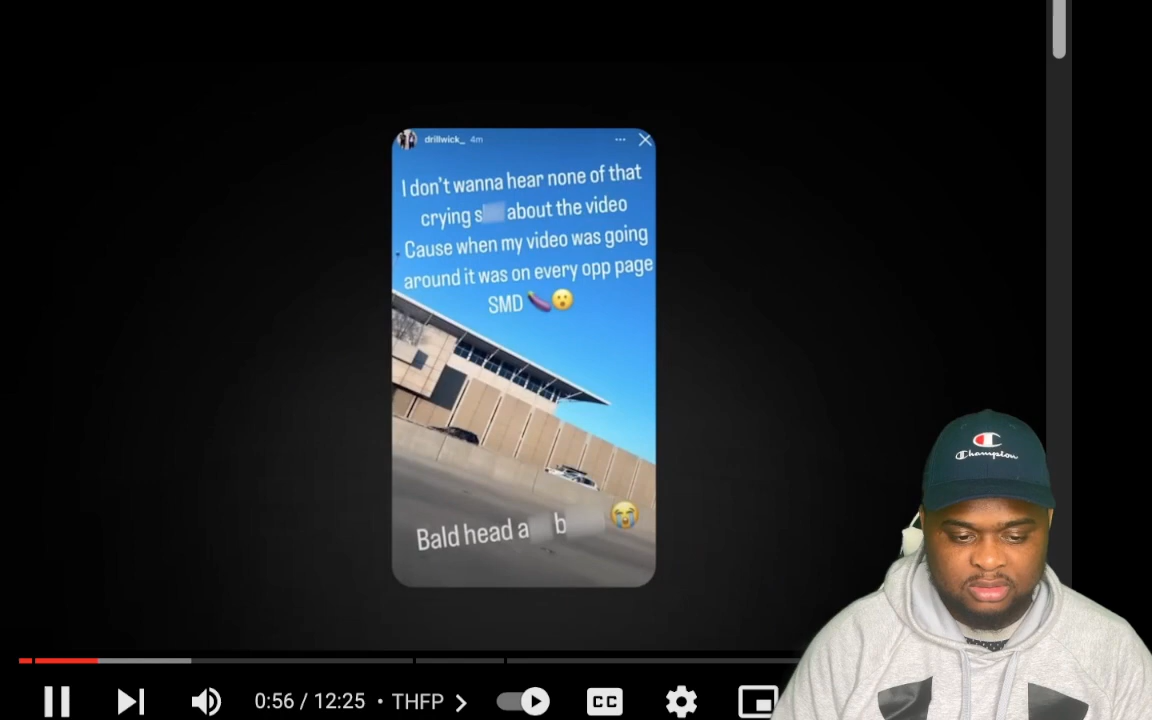 drillwick_ 4m
I don't wanna hear none of that
crying s about the video
Cause when my video was going
around it was on every opp page
SMD 🍆😮
Bald head a b 😭
Champion
0:56 / 12:25 • THFP
CC